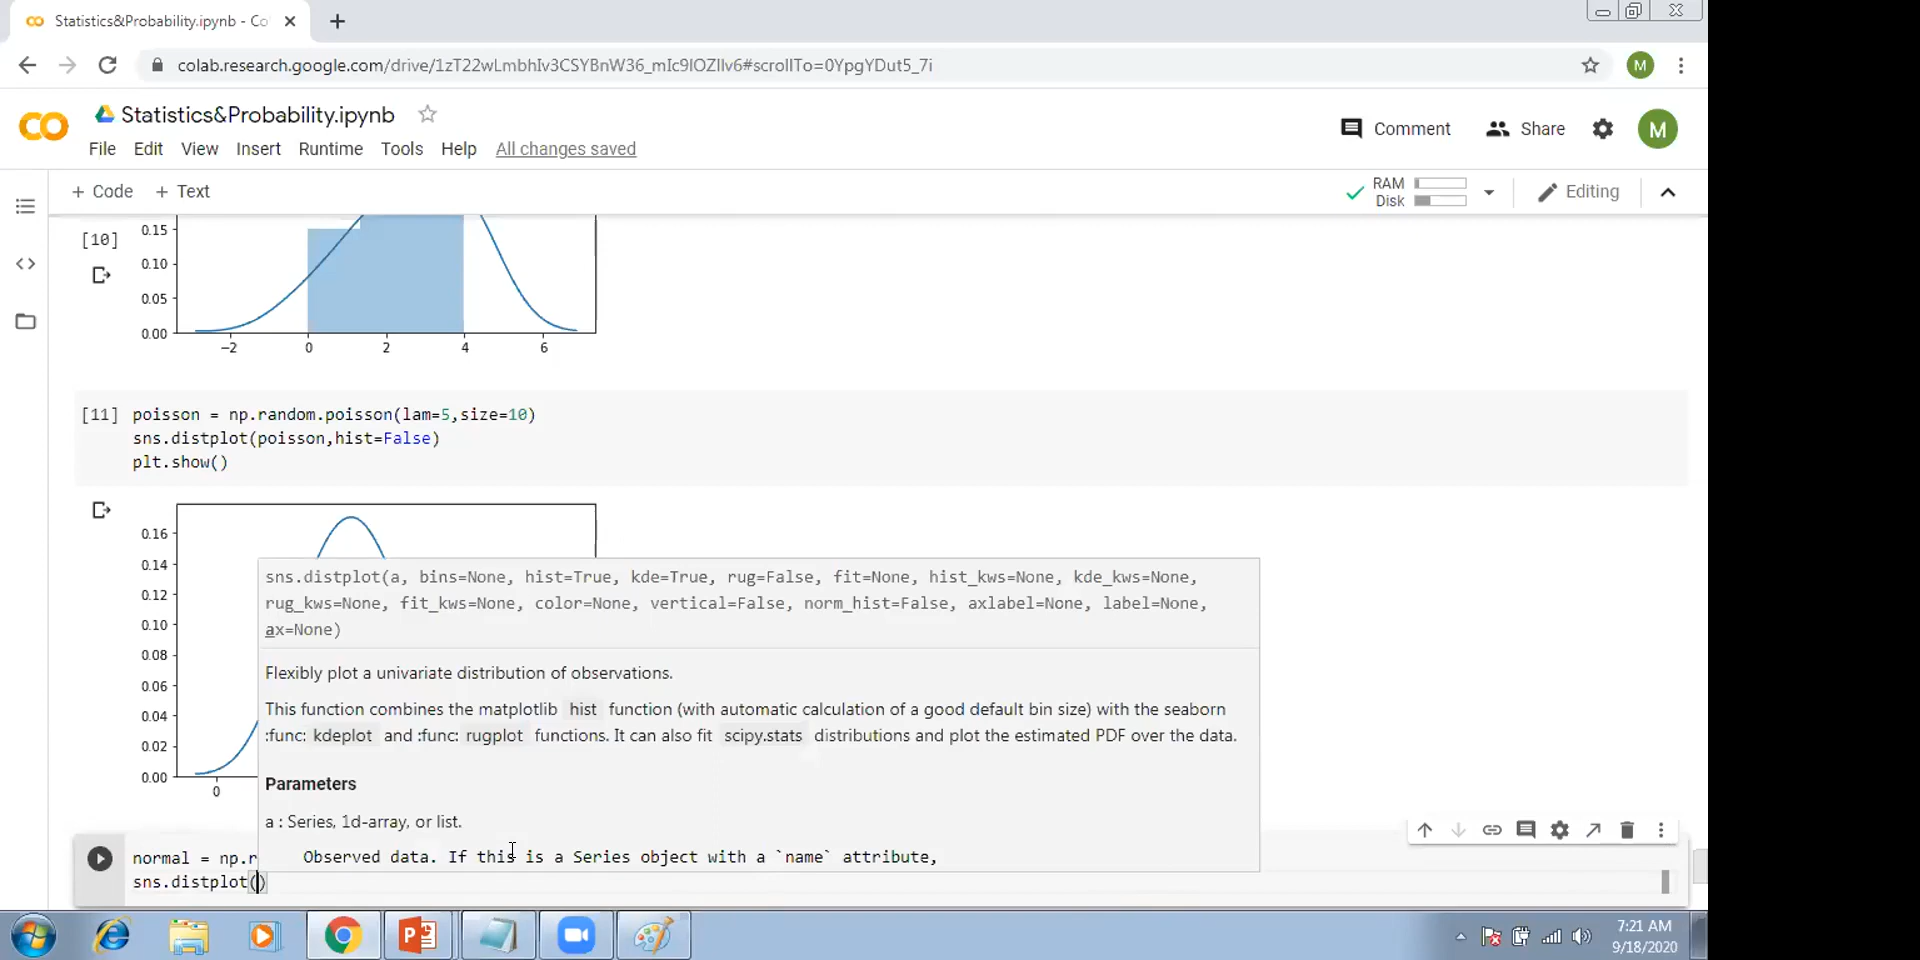 Statistics&Probability.ipynb - Co
colab.research.google.com/drive/1zT22wLmbhIv3CSYBnW36_mIc9lOZIlv6#scrollTo=0YpgYDut5_7i
M
Statistics&Probability.ipynb
Comment
Share
M
File Edit View Insert Runtime Tools Help All changes saved
+ Code + Text
RAM
Disk
Editing
[10]
0.15
0.10
0.05
0.00
−2 0 2 4 6
[11] poisson = np.random.poisson(lam=5,size=10)
sns.distplot(poisson,hist=False)
plt.show()
0.16
0.14
0.12
0.10
0.08
0.06
0.04
0.02
0.00
0
sns.distplot(a, bins=None, hist=True, kde=True, rug=False, fit=None, hist_kws=None, kde_kws=None,
rug_kws=None, fit_kws=None, color=None, vertical=False, norm_hist=False, axlabel=None, label=None,
ax=None)
Flexibly plot a univariate distribution of observations.
This function combines the matplotlib hist function (with automatic calculation of a good default bin size) with the seaborn
:func: kdeplot and :func: rugplot functions. It can also fit scipy.stats distributions and plot the estimated PDF over the data.
Parameters
a : Series, 1d-array, or list.
Observed data. If this is a Series object with a `name` attribute,
normal = np.r
sns.distplot()
7:21 AM
9/18/2020